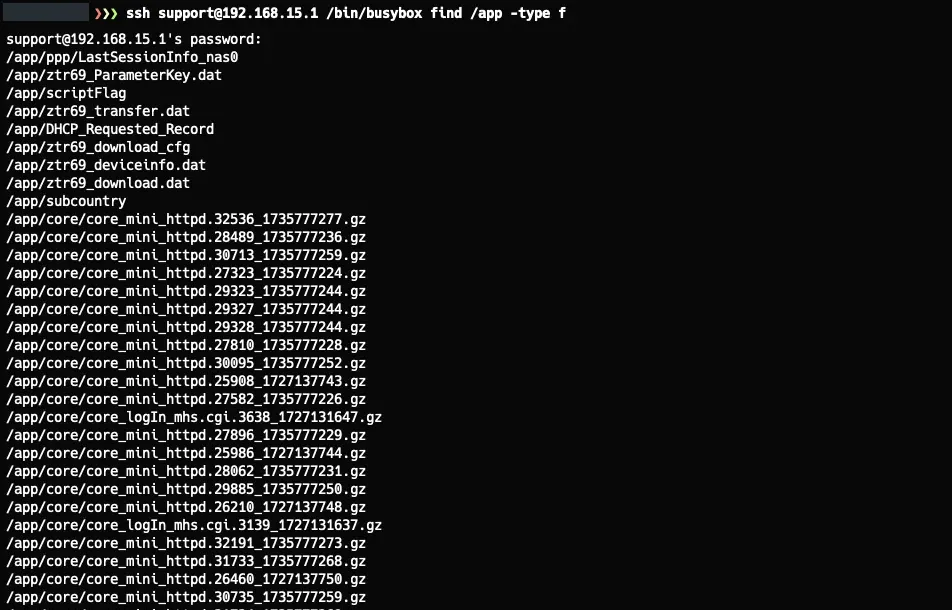 ❯❯❯ ssh support@192.168.15.1 /bin/busybox find /app -type f
support@192.168.15.1's password:
/app/ppp/LastSessionInfo_nas0
/app/ztr69_ParameterKey.dat
/app/scriptFlag
/app/ztr69_transfer.dat
/app/DHCP_Requested_Record
/app/ztr69_download_cfg
/app/ztr69_deviceinfo.dat
/app/ztr69_download.dat
/app/subcountry
/app/core/core_mini_httpd.32536_1735777277.gz
/app/core/core_mini_httpd.28489_1735777236.gz
/app/core/core_mini_httpd.30713_1735777259.gz
/app/core/core_mini_httpd.27323_1735777224.gz
/app/core/core_mini_httpd.29323_1735777244.gz
/app/core/core_mini_httpd.29327_1735777244.gz
/app/core/core_mini_httpd.29328_1735777244.gz
/app/core/core_mini_httpd.27810_1735777228.gz
/app/core/core_mini_httpd.30095_1735777252.gz
/app/core/core_mini_httpd.25908_1727137743.gz
/app/core/core_mini_httpd.27582_1735777226.gz
/app/core/core_logIn_mhs.cgi.3638_1727131647.gz
/app/core/core_mini_httpd.27896_1735777229.gz
/app/core/core_mini_httpd.25986_1727137744.gz
/app/core/core_mini_httpd.28062_1735777231.gz
/app/core/core_mini_httpd.29885_1735777250.gz
/app/core/core_mini_httpd.26210_1727137748.gz
/app/core/core_logIn_mhs.cgi.3139_1727131637.gz
/app/core/core_mini_httpd.32191_1735777273.gz
/app/core/core_mini_httpd.31733_1735777268.gz
/app/core/core_mini_httpd.26460_1727137750.gz
/app/core/core_mini_httpd.30735_1735777259.gz